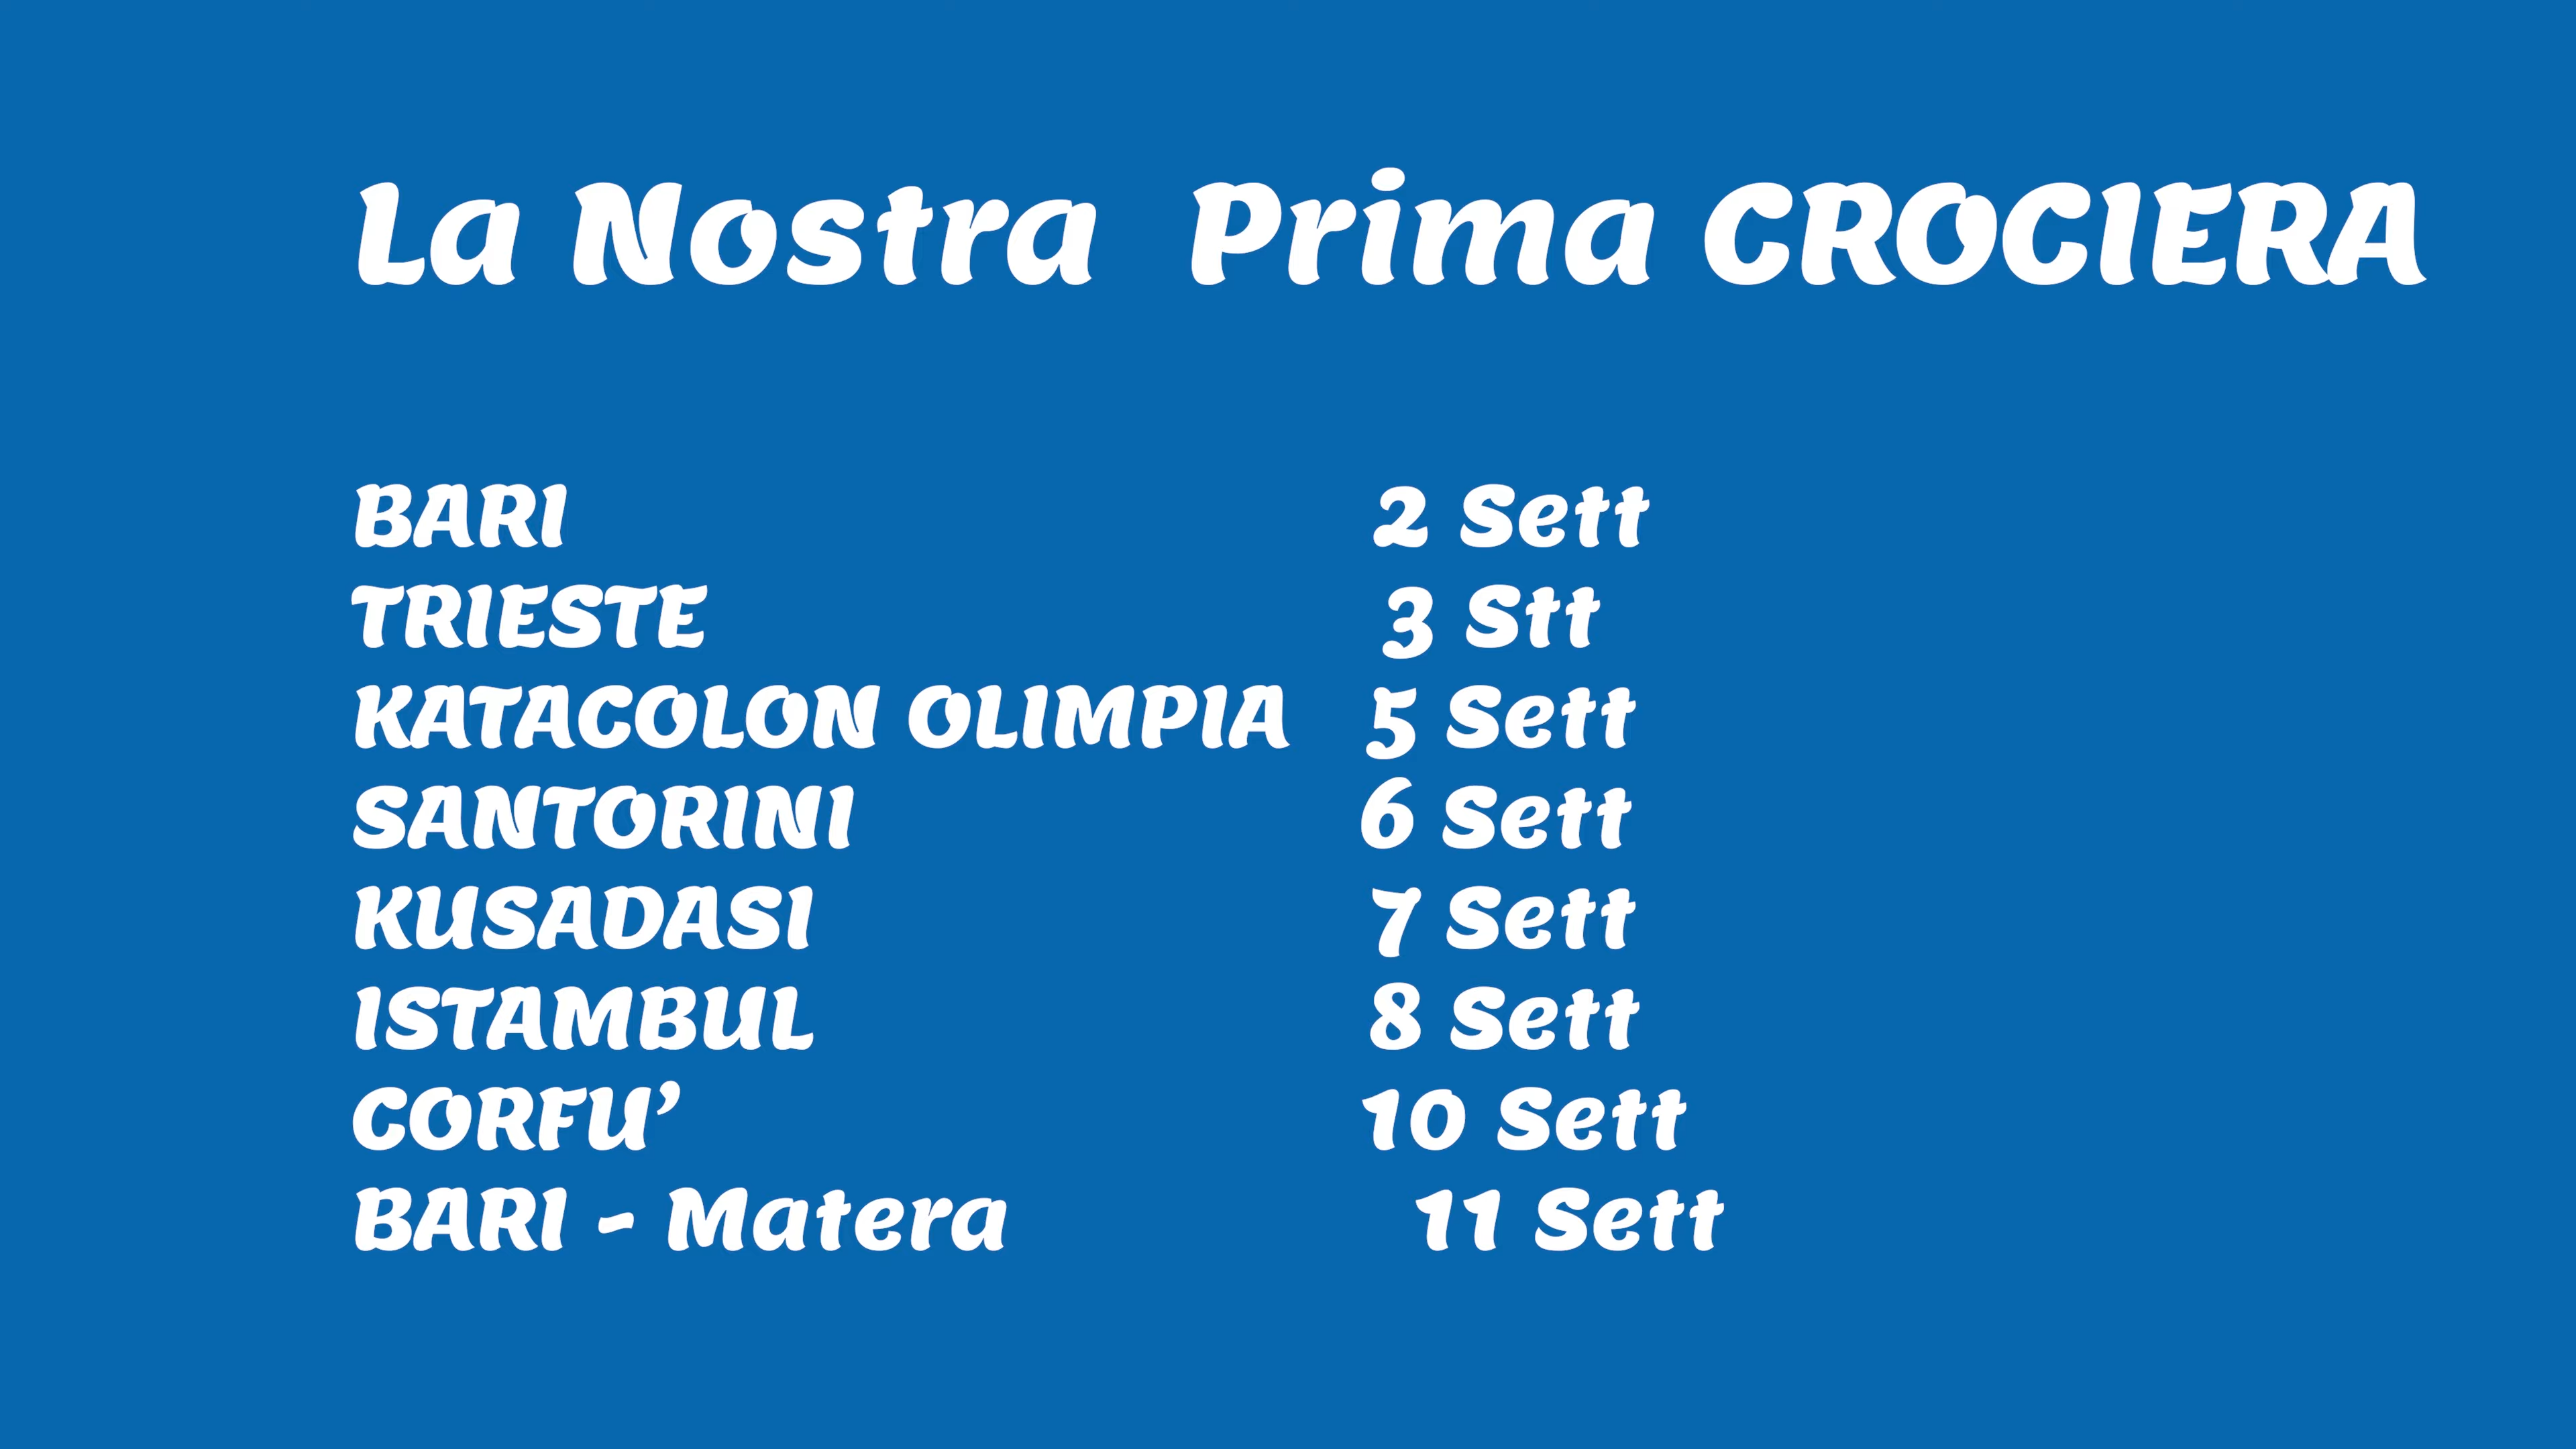 La Nostra Prima CROCIERA
BARI 2 Sett
TRIESTE 3 Stt
KATACOLON OLIMPIA 5 Sett
SANTORINI 6 Sett
KUSADASI 7 Sett
ISTAMBUL 8 Sett
CORFU’ 10 Sett
BARI - Matera 11 Sett